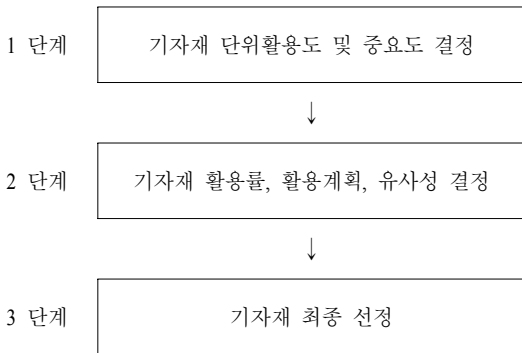 1 단계 기자재 단위활용도 및 중요도 결정
↓
2 단계 기자재 활용률, 활용계획, 유사성 결정
↓
3 단계 기자재 최종 선정